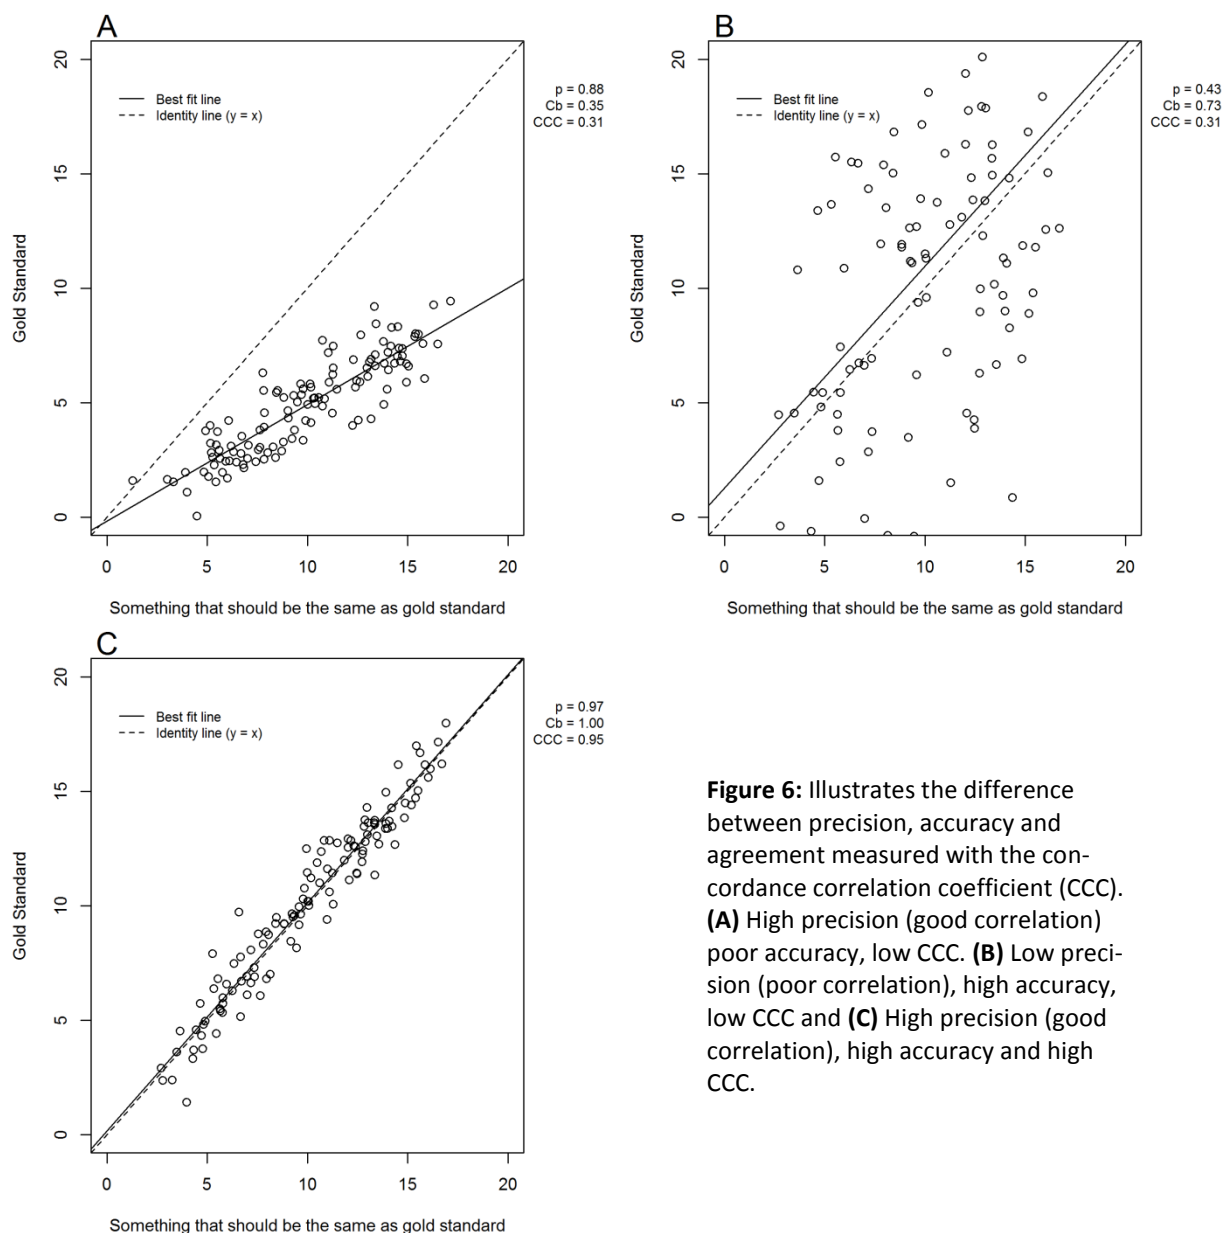 A
Best fit line
Identity line (y = x)
p = 0.88
Cb = 0.35
CCC = 0.31
Gold Standard
0
5
10
15
20
0
5
10
15
20
Something that should be the same as gold standard
B
Best fit line
Identity line (y = x)
p = 0.43
Cb = 0.73
CCC = 0.31
Gold Standard
0
5
10
15
20
0
5
10
15
20
Something that should be the same as gold standard
C
Best fit line
Identity line (y = x)
p = 0.97
Cb = 1.00
CCC = 0.95
Gold Standard
0
5
10
15
20
0
5
10
15
20
Something that should be the same as gold standard
Figure 6: Illustrates the difference
between precision, accuracy and
agreement measured with the con-
cordance correlation coefficient (CCC).
(A) High precision (good correlation)
poor accuracy, low CCC. (B) Low preci-
sion (poor correlation), high accuracy,
low CCC and (C) High precision (good
correlation), high accuracy and high
CCC.